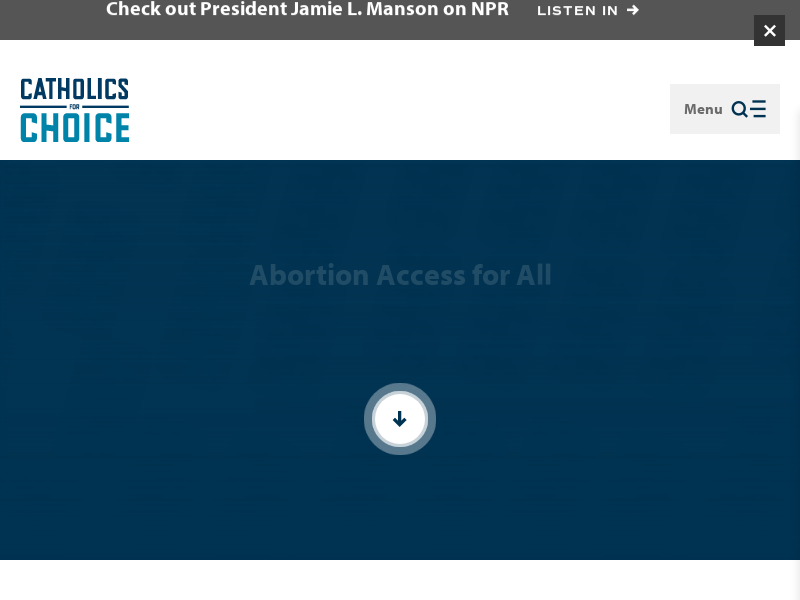 Check out President Jamie L. Manson on NPR LISTEN IN
CATHOLICS
FOR
CHOICE
Menu
Abortion Access for All